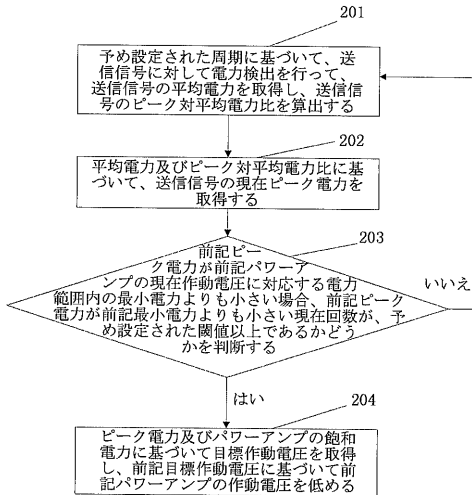 201
予め設定された周期に基づいて、送
信信号に対して電力検出を行って、
送信信号の平均電力を取得し、送信信
号のピーク対平均電力比を算出する
202
平均電力及びピーク対平均電力比に基
づいて、送信信号の現在ピーク電力を
取得する
203
前記ピー
ク電力が前記パワーア
ンプの現在作動電圧に対応する電力
範囲内の最小電力よりも小さい場合、前記ピーク
電力が前記最小電力よりも小さい現在回数が、予
め設定された閾値以上であるかどう
かを判断する
いいえ
はい
204
ピーク電力及びパワーアンプの飽和
電力に基づいて目標作動電圧を取得
し、前記目標作動電圧に基づいて前
記パワーアンプの作動電圧を低める